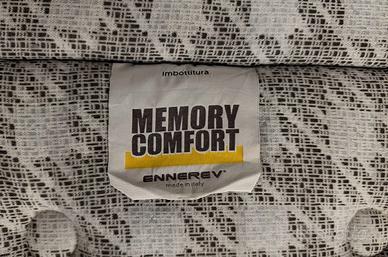 Imbottitura
MEMORY
COMFORT
ENNEREV®
made in italy